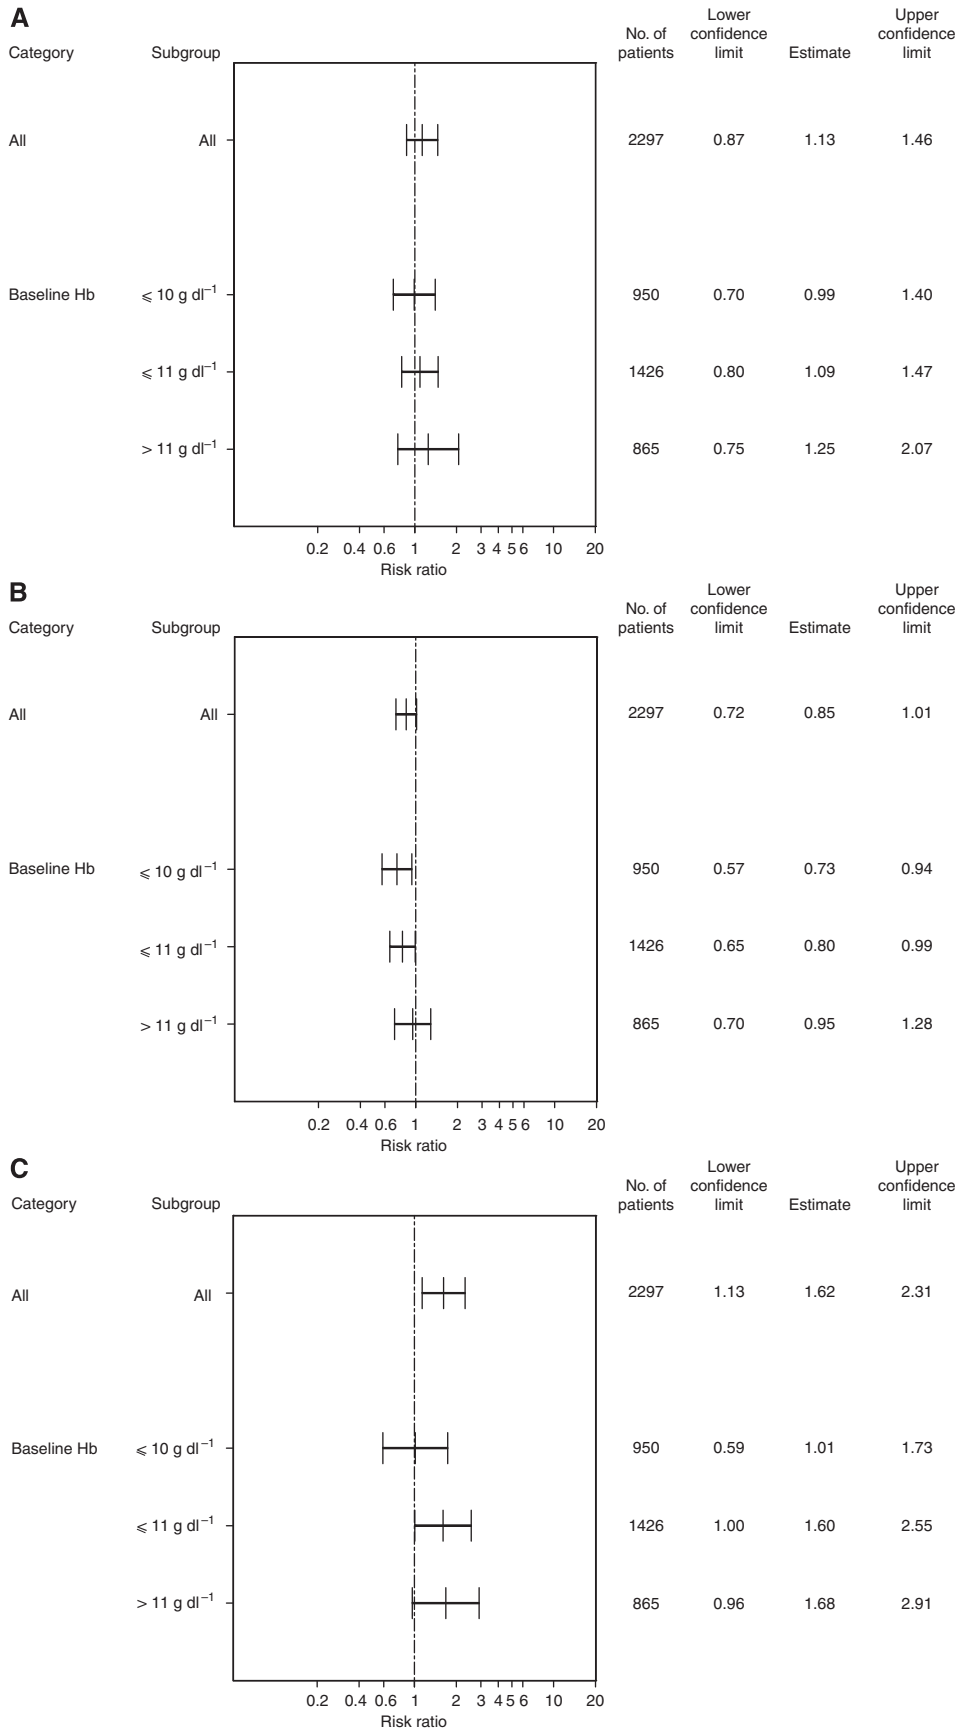 A
Category Subgroup No. of patients Lower confidence limit Estimate Upper confidence limit
All All 2297 0.87 1.13 1.46
Baseline Hb ⩽ 10 g dl⁻¹ 950 0.70 0.99 1.40
⩽ 11 g dl⁻¹ 1426 0.80 1.09 1.47
> 11 g dl⁻¹ 865 0.75 1.25 2.07
0.2 0.4 0.6 1 2 3 4 5 6 10 20
Risk ratio
B
Category Subgroup No. of patients Lower confidence limit Estimate Upper confidence limit
All All 2297 0.72 0.85 1.01
Baseline Hb ⩽ 10 g dl⁻¹ 950 0.57 0.73 0.94
⩽ 11 g dl⁻¹ 1426 0.65 0.80 0.99
> 11 g dl⁻¹ 865 0.70 0.95 1.28
0.2 0.4 0.6 1 2 3 4 5 6 10 20
Risk ratio
C
Category Subgroup No. of patients Lower confidence limit Estimate Upper confidence limit
All All 2297 1.13 1.62 2.31
Baseline Hb ⩽ 10 g dl⁻¹ 950 0.59 1.01 1.73
⩽ 11 g dl⁻¹ 1426 1.00 1.60 2.55
> 11 g dl⁻¹ 865 0.96 1.68 2.91
0.2 0.4 0.6 1 2 3 4 5 6 10 20
Risk ratio